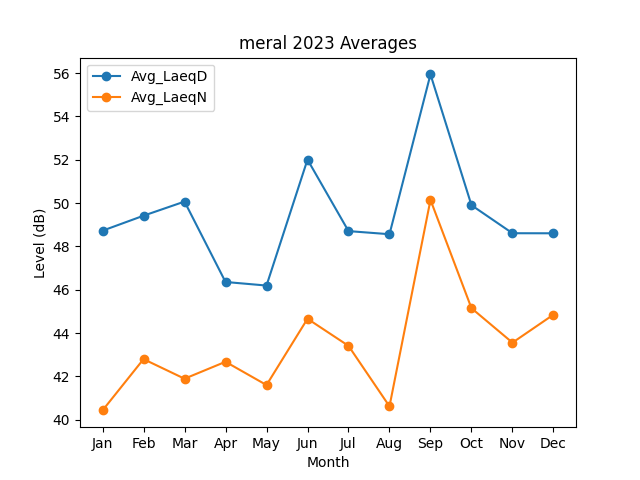 meral 2023 Averages
Avg_LaeqD
Avg_LaeqN
Level (dB)
56
54
52
50
48
46
44
42
40
Jan Feb Mar Apr May Jun Jul Aug Sep Oct Nov Dec
Month